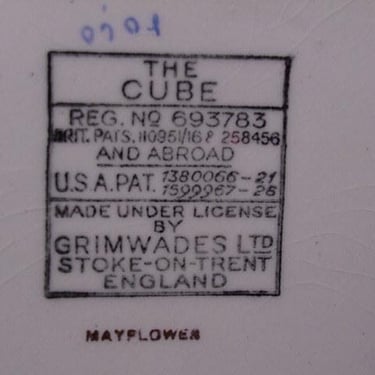 THE
CUBE
REG. NO 693783
BRIT. PATS. 110951/16 & 258456
AND ABROAD
U.S.A. PAT. 1380066-21
1599967-26
MADE UNDER LICENSE
BY
GRIMWADES LTD
STOKE-ON-TRENT
ENGLAND
MAYFLOWER